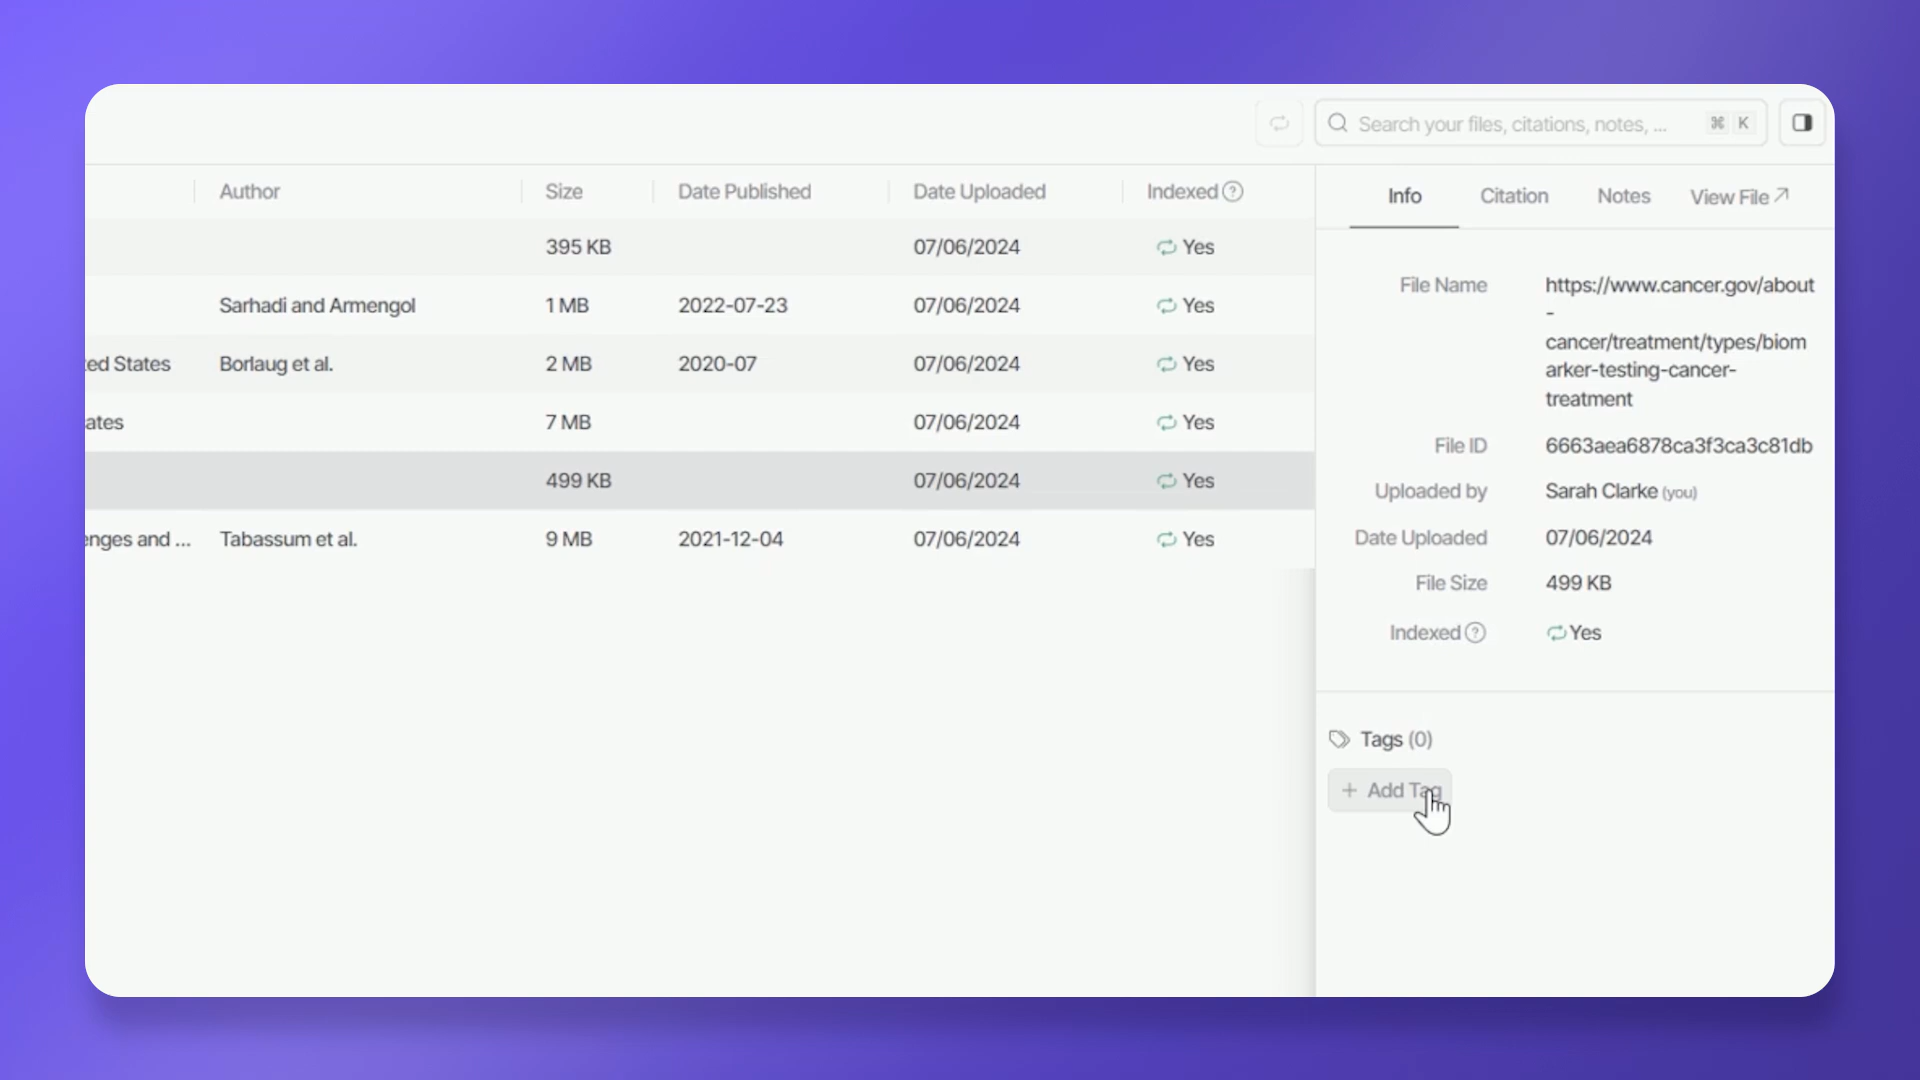 Search your files, citations, notes, ...
⌘ K
Author Size Date Published Date Uploaded Indexed ?
395 KB 07/06/2024 Yes
Sarhadi and Armengol 1 MB 2022-07-23 07/06/2024 Yes
ted States Borlaug et al. 2 MB 2020-07 07/06/2024 Yes
ates 7 MB 07/06/2024 Yes
499 KB 07/06/2024 Yes
enges and ... Tabassum et al. 9 MB 2021-12-04 07/06/2024 Yes
Info Citation Notes View File
File Name https://www.cancer.gov/about
-
cancer/treatment/types/biom
arker-testing-cancer-
treatment
File ID 6663aea6878ca3f3ca3c81db
Uploaded by Sarah Clarke (you)
Date Uploaded 07/06/2024
File Size 499 KB
Indexed ? Yes
Tags (0)
+ Add Tag